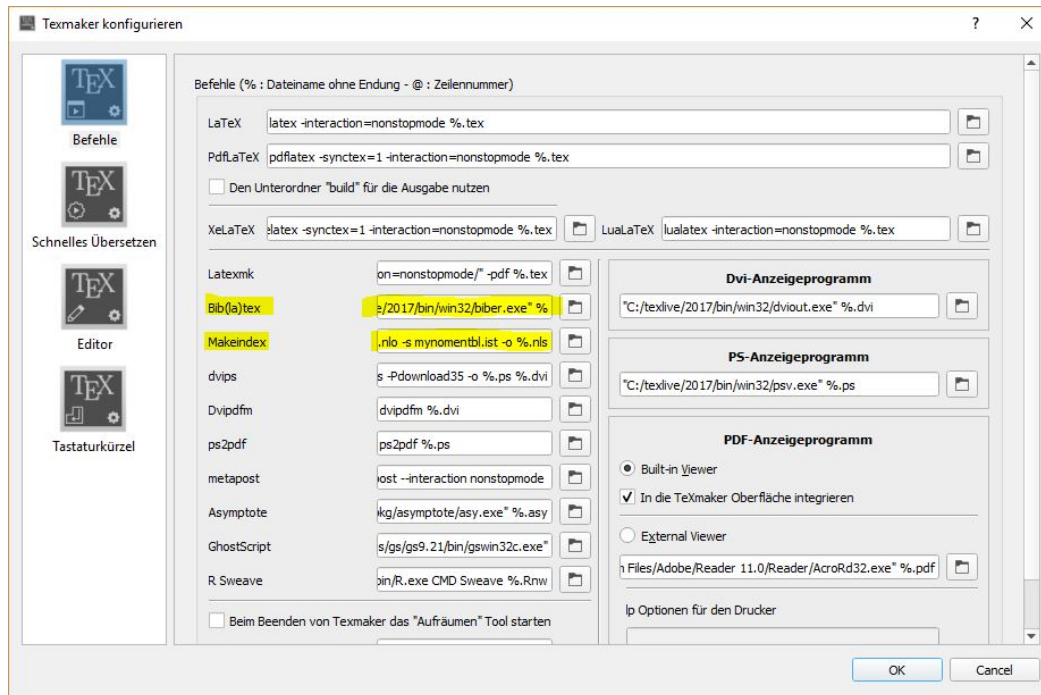 Texmaker konfigurieren
TEX
Befehle
TEX
Schnelles Übersetzen
TEX
Editor
TEX
Tastaturkürzel
Befehle (% : Dateiname ohne Endung - @ : Zeilennummer)
LaTeX latex -interaction=nonstopmode %.tex
PdfLaTeX pdflatex -synctex=1 -interaction=nonstopmode %.tex
Den Unterordner "build" für die Ausgabe nutzen
XeLaTeX elatex -synctex=1 -interaction=nonstopmode %.tex LuaLaTeX lualatex -interaction=nonstopmode %.tex
Latexmk on=nonstopmode/" -pdf %.tex
Bib(la)tex e/2017/bin/win32/biber.exe" %
Makeindex .nlo -s mynomentbl.ist -o %.nls
dvips s -Pdownload35 -o %.ps %.dvi
Dvipdfm dvipdfm %.dvi
ps2pdf ps2pdf %.ps
metapost ost --interaction nonstopmode
Asymptote kg/asymptote/asy.exe" %.asy
GhostScript s/gs/gs9.21/bin/gswin32c.exe"
R Sweave bin/R.exe CMD Sweave %.Rnw
Beim Beenden von Texmaker das "Aufräumen" Tool starten
Dvi-Anzeigeprogramm
"C:/texlive/2017/bin/win32/dviout.exe" %.dvi
PS-Anzeigeprogramm
"C:/texlive/2017/bin/win32/psv.exe" %.ps
PDF-Anzeigeprogramm
Built-in Viewer
In die TeXmaker Oberfläche integrieren
External Viewer
n Files/Adobe/Reader 11.0/Reader/AcroRd32.exe" %.pdf
lp Optionen für den Drucker
OK Cancel